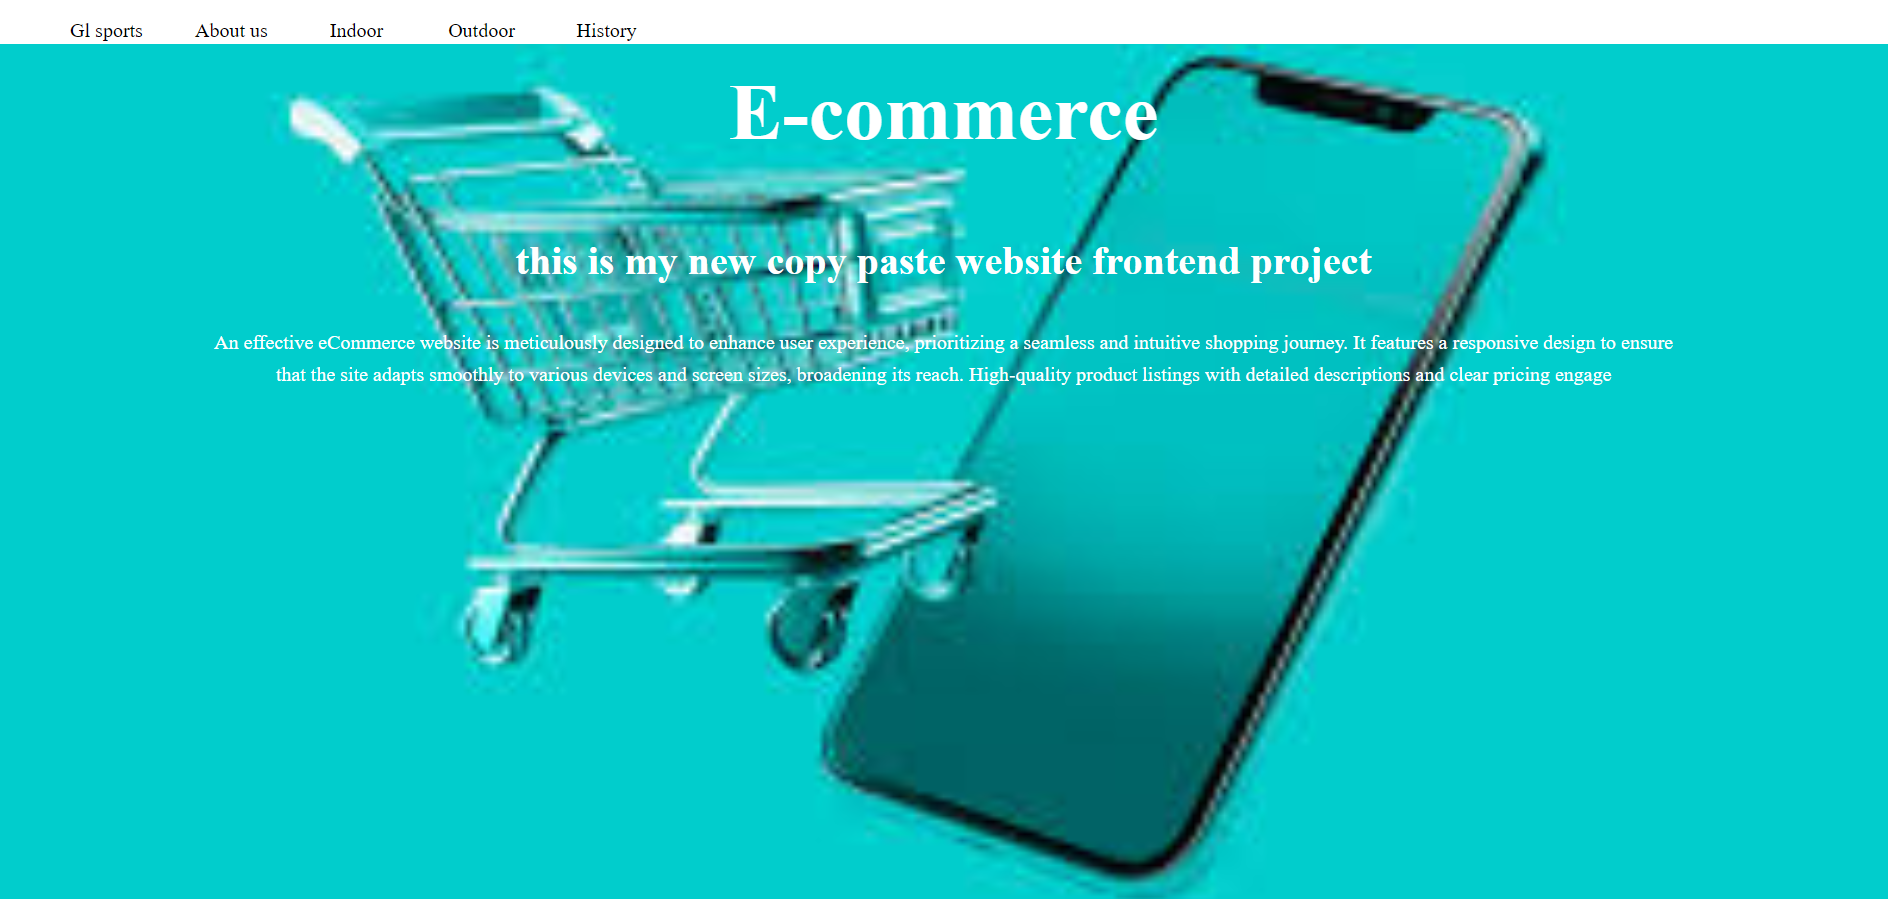 Gl sports About us Indoor Outdoor History
E-commerce
this is my new copy paste website frontend project
An effective eCommerce website is meticulously designed to enhance user experience, prioritizing a seamless and intuitive shopping journey. It features a responsive design to ensure
that the site adapts smoothly to various devices and screen sizes, broadening its reach. High-quality product listings with detailed descriptions and clear pricing engage